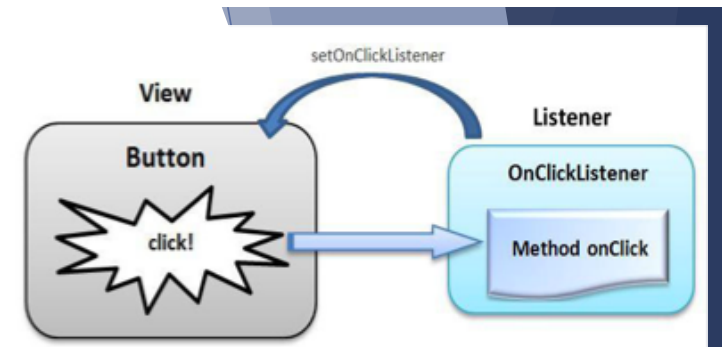 setOnClickListener
View
Listener
Button
OnClickListener
click!
Method onClick